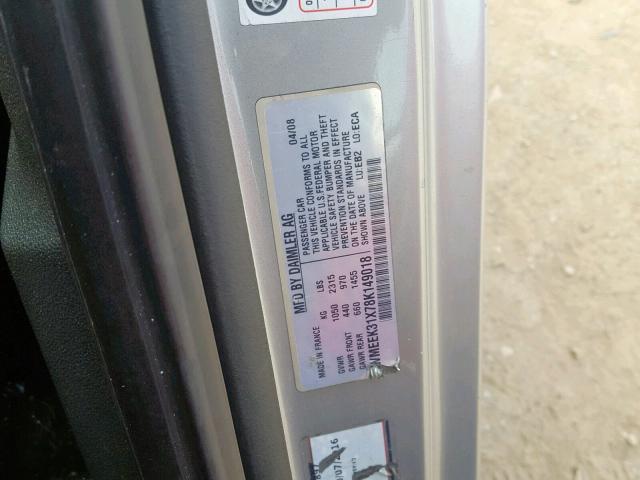 MFD BY DAIMLER AG 04/08
PASSENGER CAR
THIS VEHICLE CONFORMS TO ALL
APPLICABLE U.S.FEDERAL MOTOR
VEHICLE SAFETY BUMPER AND THEFT
PREVENTION STANDARDS IN EFFECT
ON THE DATE OF MANUFACTURE
SHOWN ABOVE LU:EB2 LO:ECA
MADE IN FRANCE KG LBS
GVWR 1050 2315
GAWR FRONT 440 970
GAWR REAR 660 1455
WMEEK31X78K149018